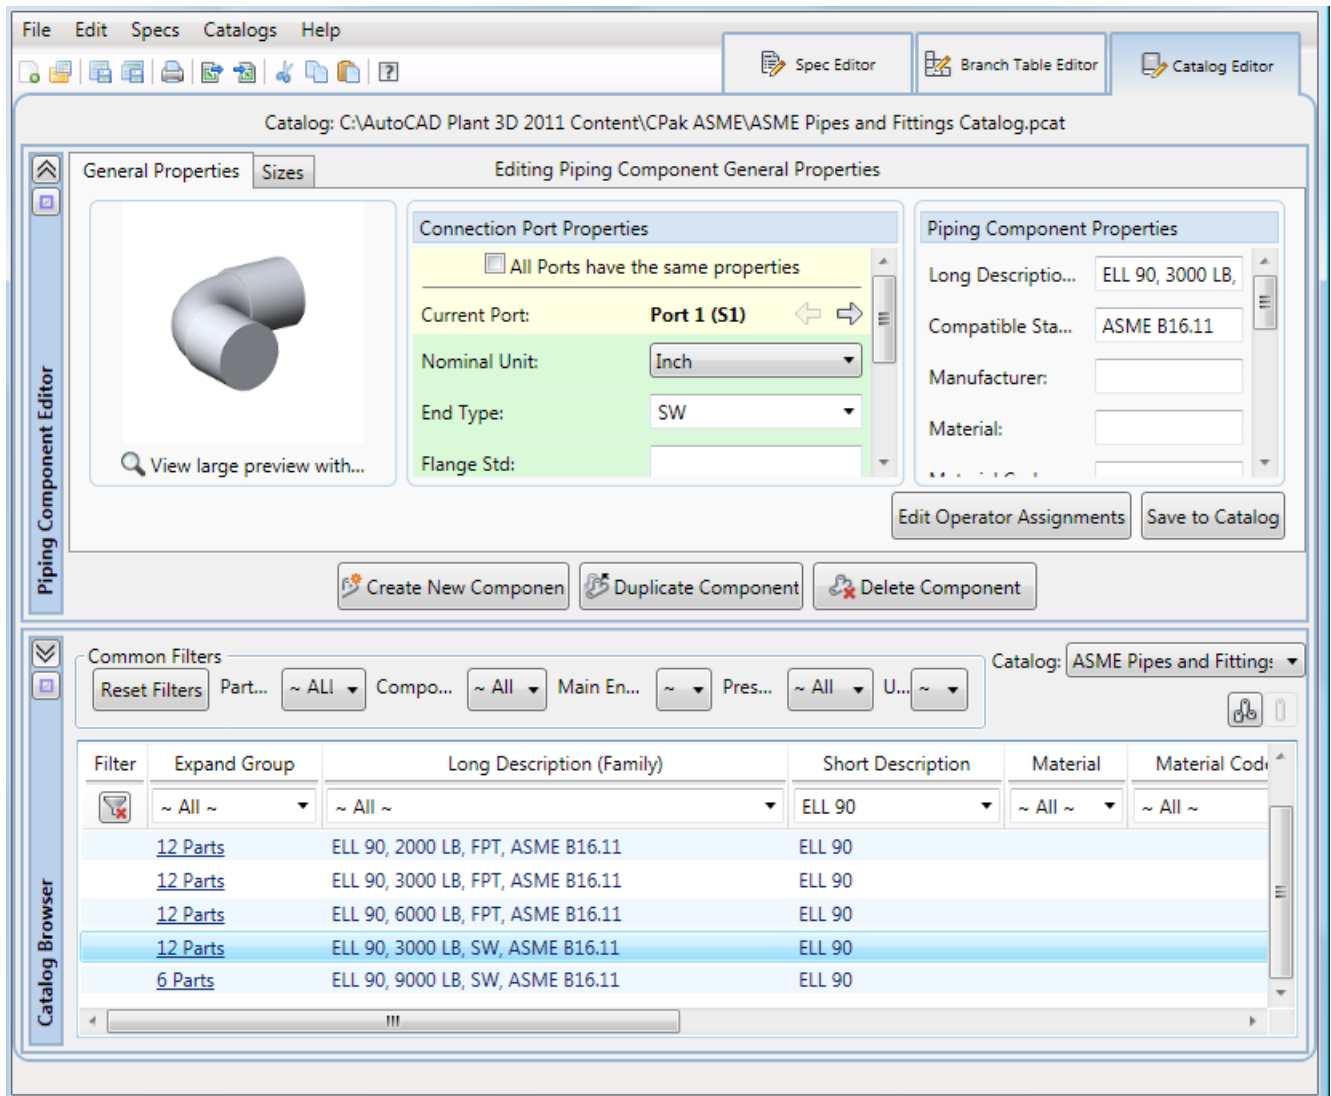 File Edit Specs Catalogs Help
Spec Editor
Branch Table Editor
Catalog Editor
Catalog: C:\AutoCAD Plant 3D 2011 Content\CPak ASME\ASME Pipes and Fittings Catalog.pcat
General Properties Sizes Editing Piping Component General Properties
Piping Component Editor
View large preview with...
Connection Port Properties
All Ports have the same properties
Current Port: Port 1 (S1)
Nominal Unit: Inch
End Type: SW
Flange Std:
Piping Component Properties
Long Descriptio... ELL 90, 3000 LB,
Compatible Sta... ASME B16.11
Manufacturer:
Material:
Edit Operator Assignments Save to Catalog
Create New Componen Duplicate Component Delete Component
Catalog Browser
Common Filters
Catalog: ASME Pipes and Fittings
Reset Filters Part... ~ ALL Compo... ~ All Main En... ~ Pres... ~ All U... ~
Filter Expand Group Long Description (Family) Short Description Material Material Code
~ All ~ ~ All ~ ELL 90 ~ All ~ ~ All ~
12 Parts ELL 90, 2000 LB, FPT, ASME B16.11 ELL 90
12 Parts ELL 90, 3000 LB, FPT, ASME B16.11 ELL 90
12 Parts ELL 90, 6000 LB, FPT, ASME B16.11 ELL 90
12 Parts ELL 90, 3000 LB, SW, ASME B16.11 ELL 90
6 Parts ELL 90, 9000 LB, SW, ASME B16.11 ELL 90